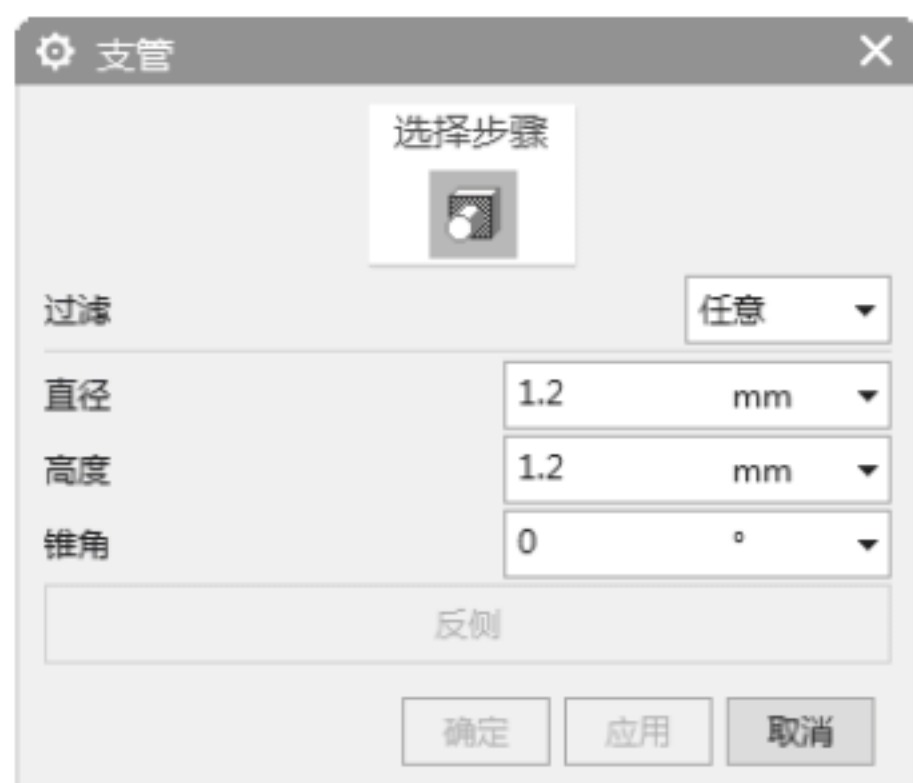 支管
选择步骤
过滤 任意
直径 1.2 mm
高度 1.2 mm
锥角 0 °
反侧
确定 应用 取消